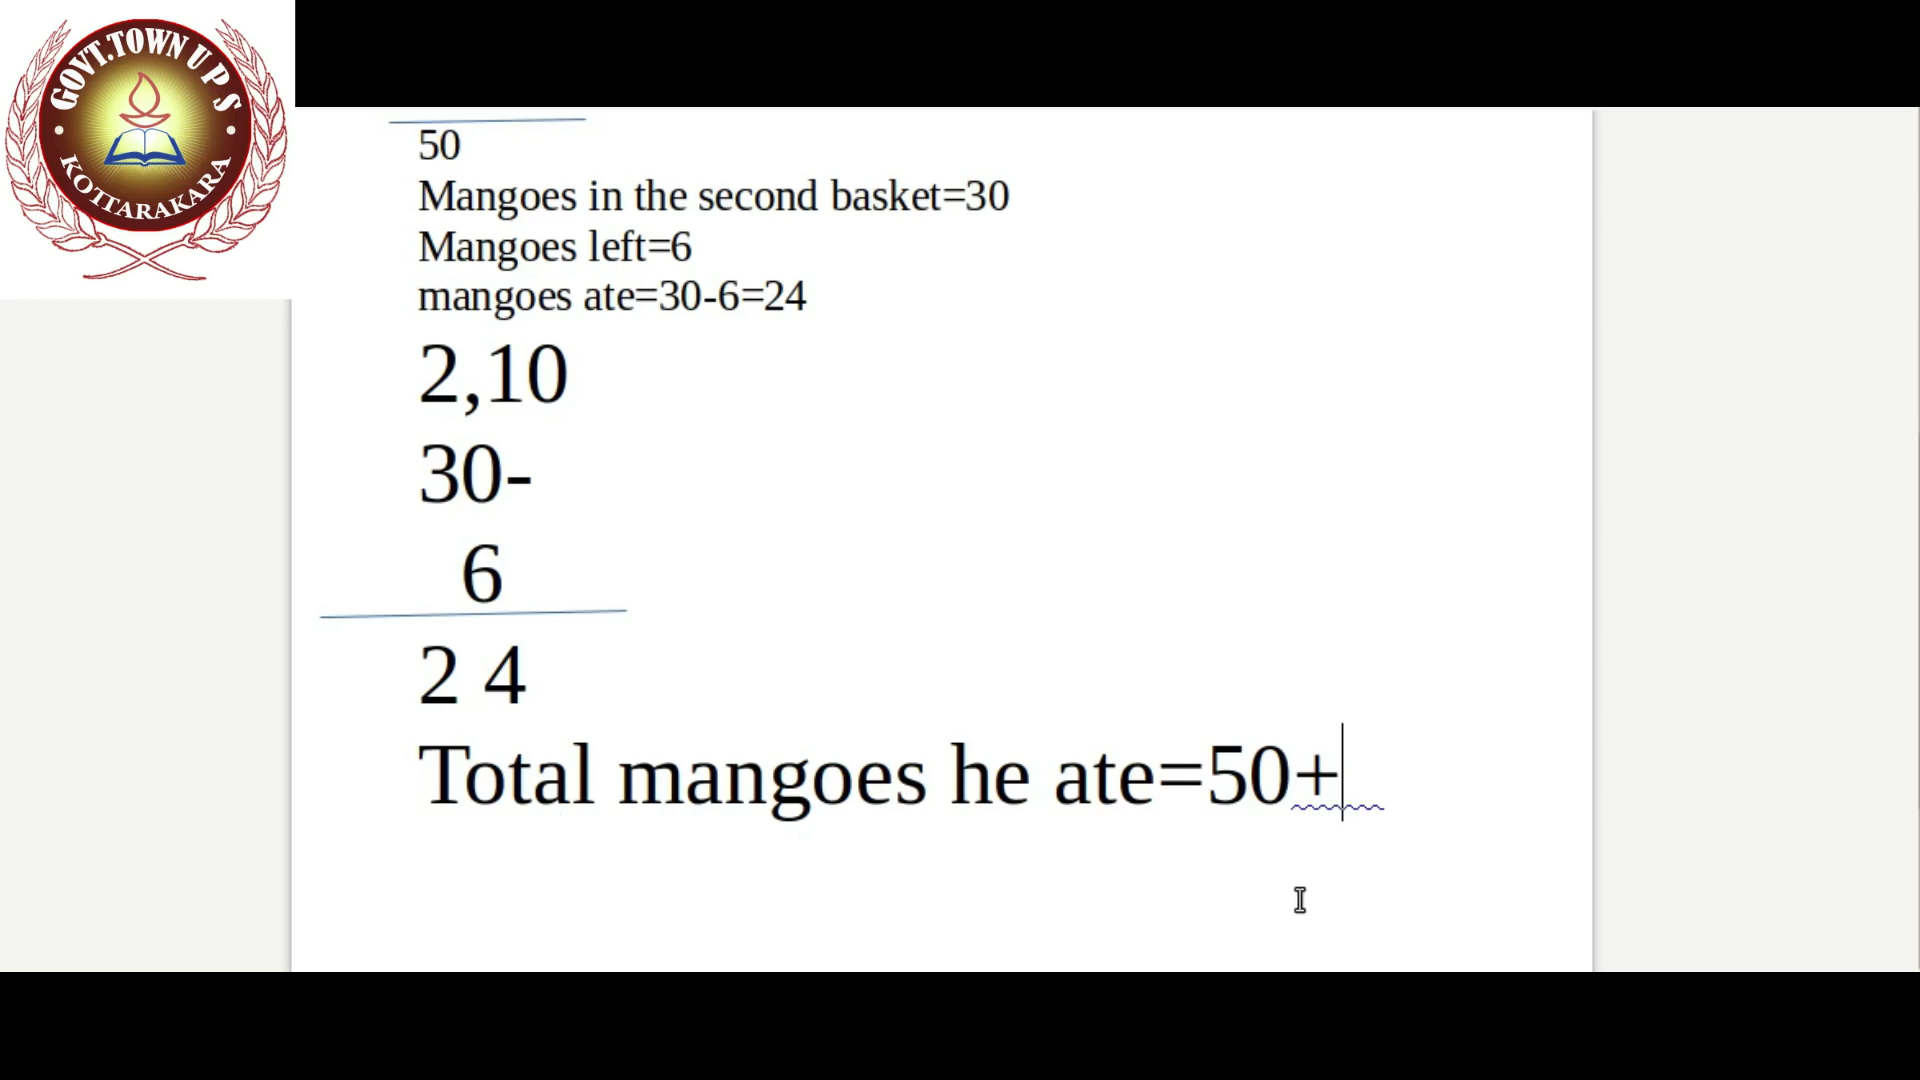 GOVT.TOWN U P S
KOTTARAKARA
50
Mangoes in the second basket=30
Mangoes left=6
mangoes ate=30-6=24
2,10
30-
6
2 4
Total mangoes he ate=50+